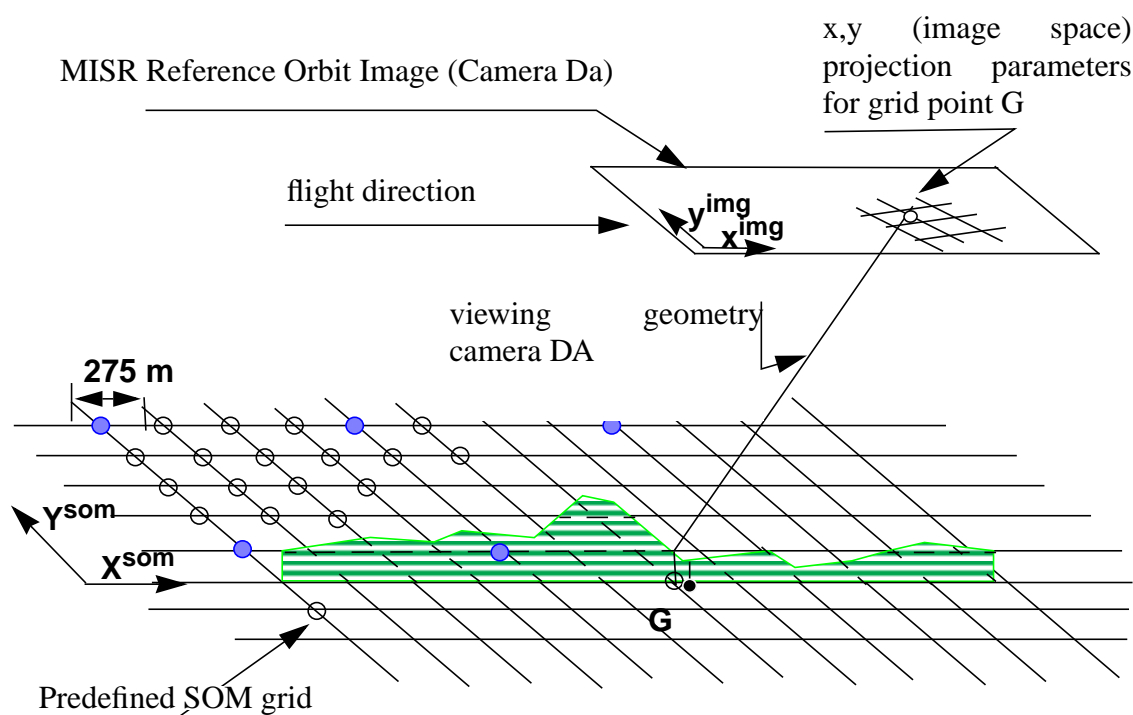 x,y (image space)
projection parameters
for grid point G
MISR Reference Orbit Image (Camera Da)
flight direction
y^img
x^img
viewing geometry
camera DA
275 m
Y^som
X^som
G
Predefined SOM grid